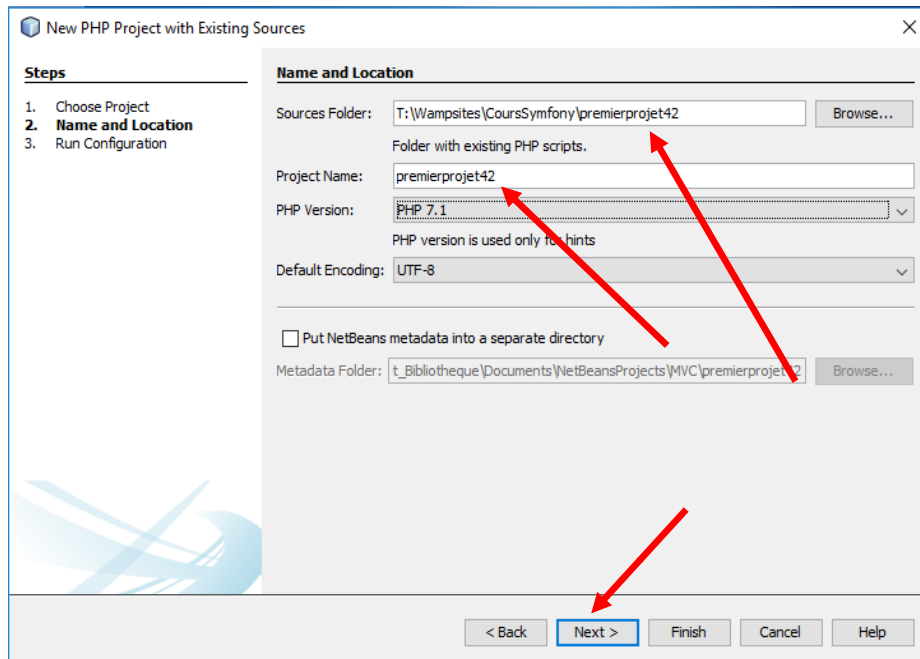 New PHP Project with Existing Sources
Steps
1. Choose Project
2. Name and Location
3. Run Configuration
Name and Location
Sources Folder: T:\Wampsites\CoursSymfony\premierprojet42 Browse...
Folder with existing PHP scripts.
Project Name: premierprojet42
PHP Version: PHP 7.1
PHP version is used only for hints
Default Encoding: UTF-8
Put NetBeans metadata into a separate directory
Metadata Folder: t_Bibliotheque\Documents\NetBeansProjects\MVC\premierprojet42 Browse...
< Back Next > Finish Cancel Help